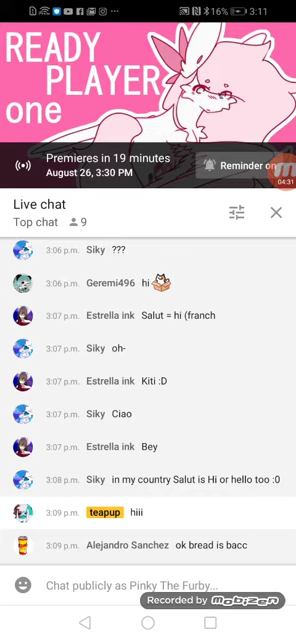 16% 3:11
READY
PLAYER
one
Premieres in 19 minutes
August 26, 3:30 PM
Reminder on
04:31
Live chat
Top chat 9
3:06 p.m. Siky ???
3:06 p.m. Geremi496 hi
3:07 p.m. Estrella ink Salut = hi (franch
3:07 p.m. Siky oh-
3:07 p.m. Estrella ink Kiti :D
3:07 p.m. Siky Ciao
3:07 p.m. Estrella ink Bey
3:08 p.m. Siky in my country Salut is Hi or hello too :0
3:09 p.m. teapup hiii
3:09 p.m. Alejandro Sanchez ok bread is bacc
Chat publicly as Pinky The Furby...
Recorded by Mobizen